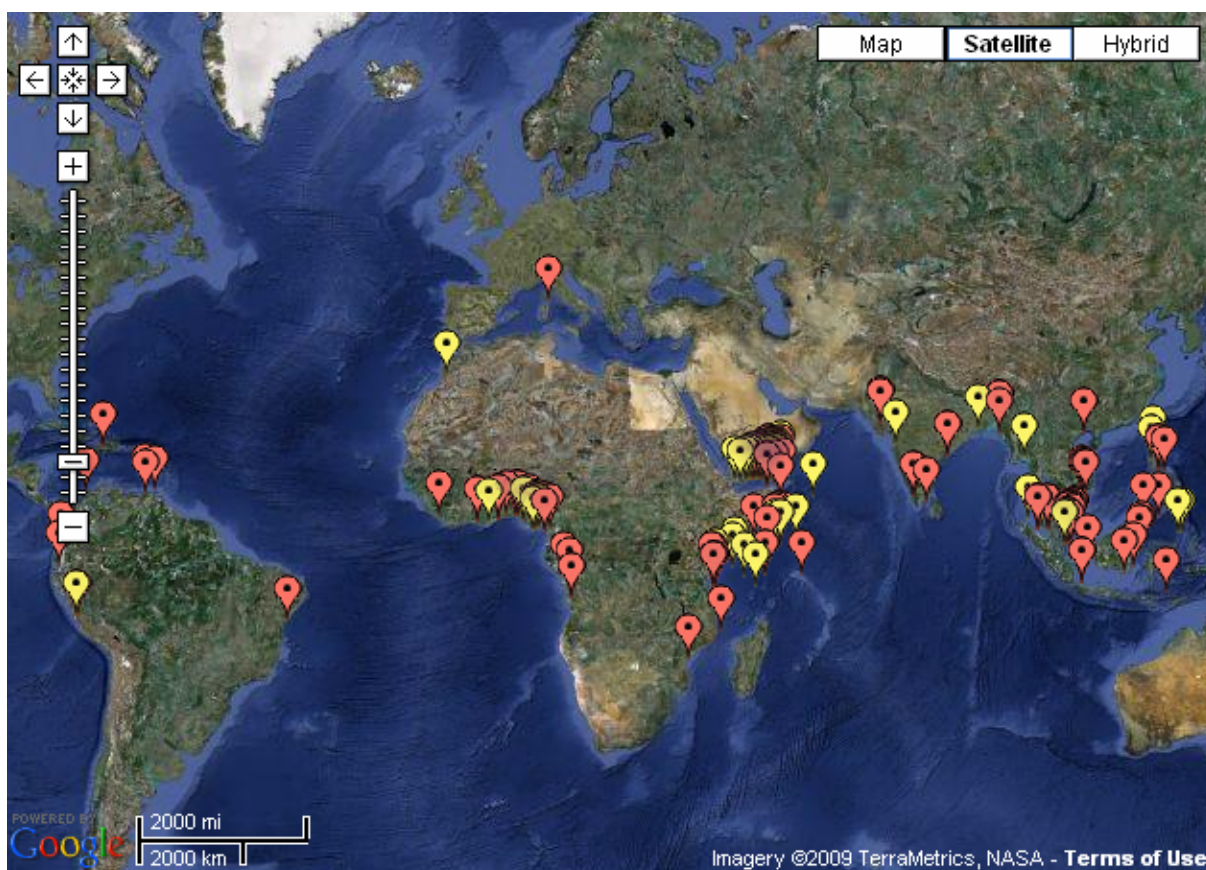 Map
Satellite
Hybrid
POWERED BY
Google
2000 mi
2000 km
Imagery ©2009 TerraMetrics, NASA - Terms of Use